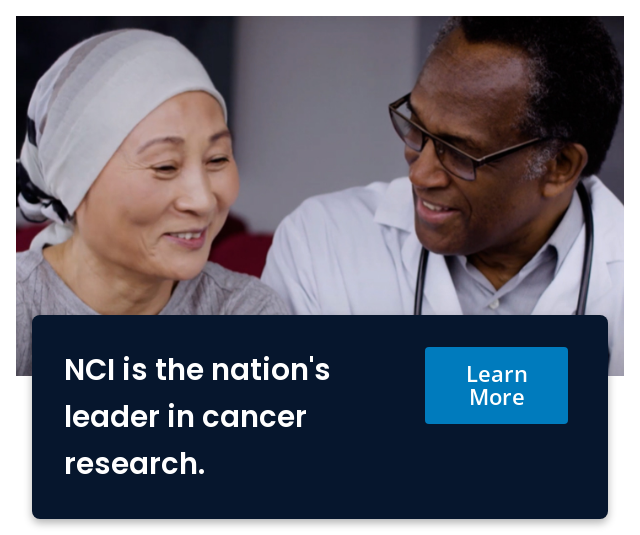 NCI is the nation's
leader in cancer
research.
Learn
More